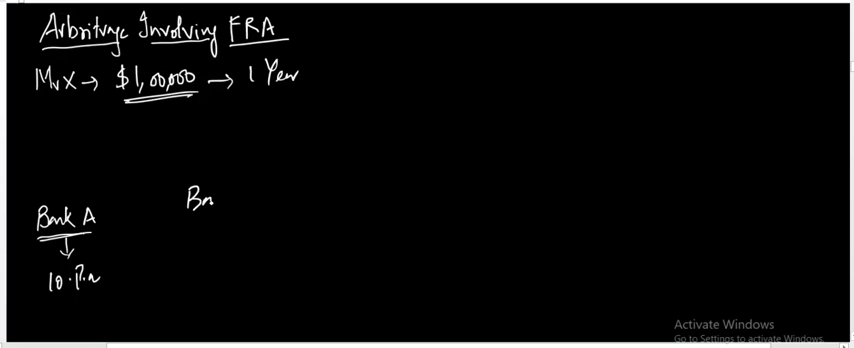 Arbitrage Involving FRA
Mr X → $1,00,000 → 1 Year
Bank A
↓
10 . P.a
Activate Windows
Go to Settings to activate Windows.